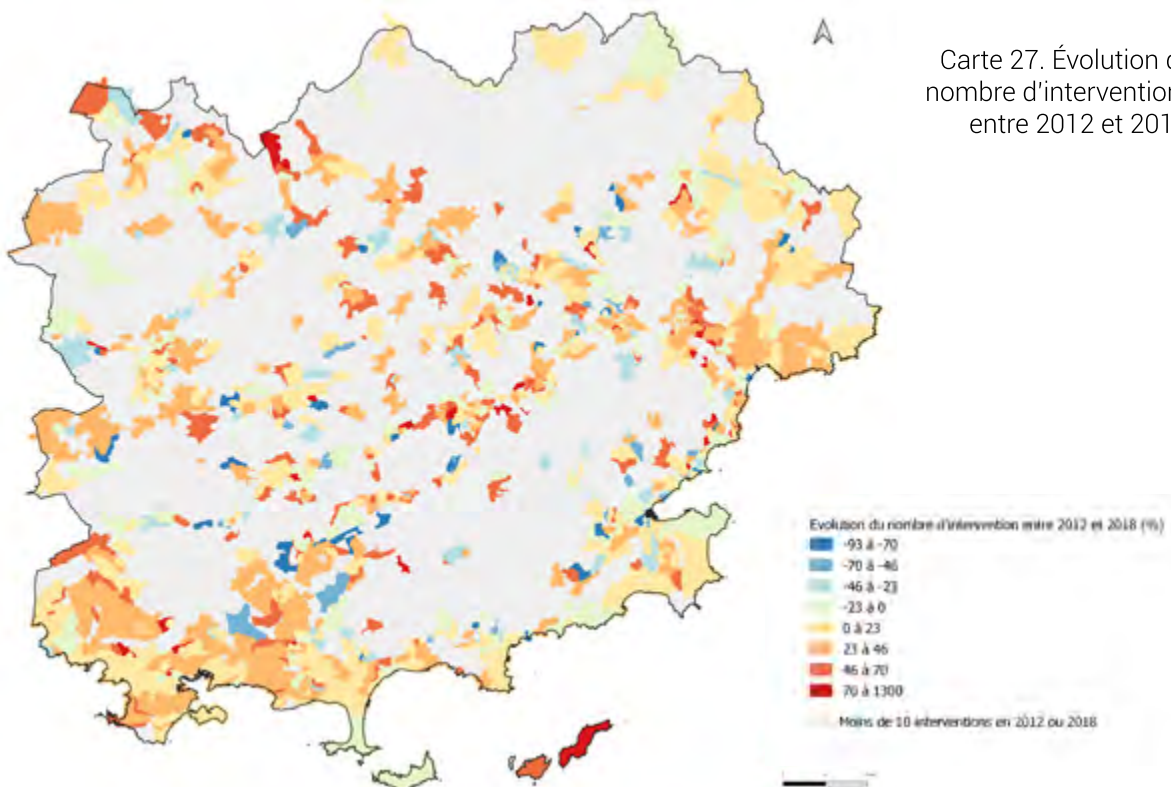 Carte 27. Évolution d
nombre d'intervention
entre 2012 et 201
Evolution du nombre d'intervention entre 2012 et 2018 (%)
-93 à -70
-70 à -46
-46 à -23
-23 à 0
0 à 23
23 à 46
46 à 70
70 à 1300
Moins de 10 interventions en 2012 ou 2018